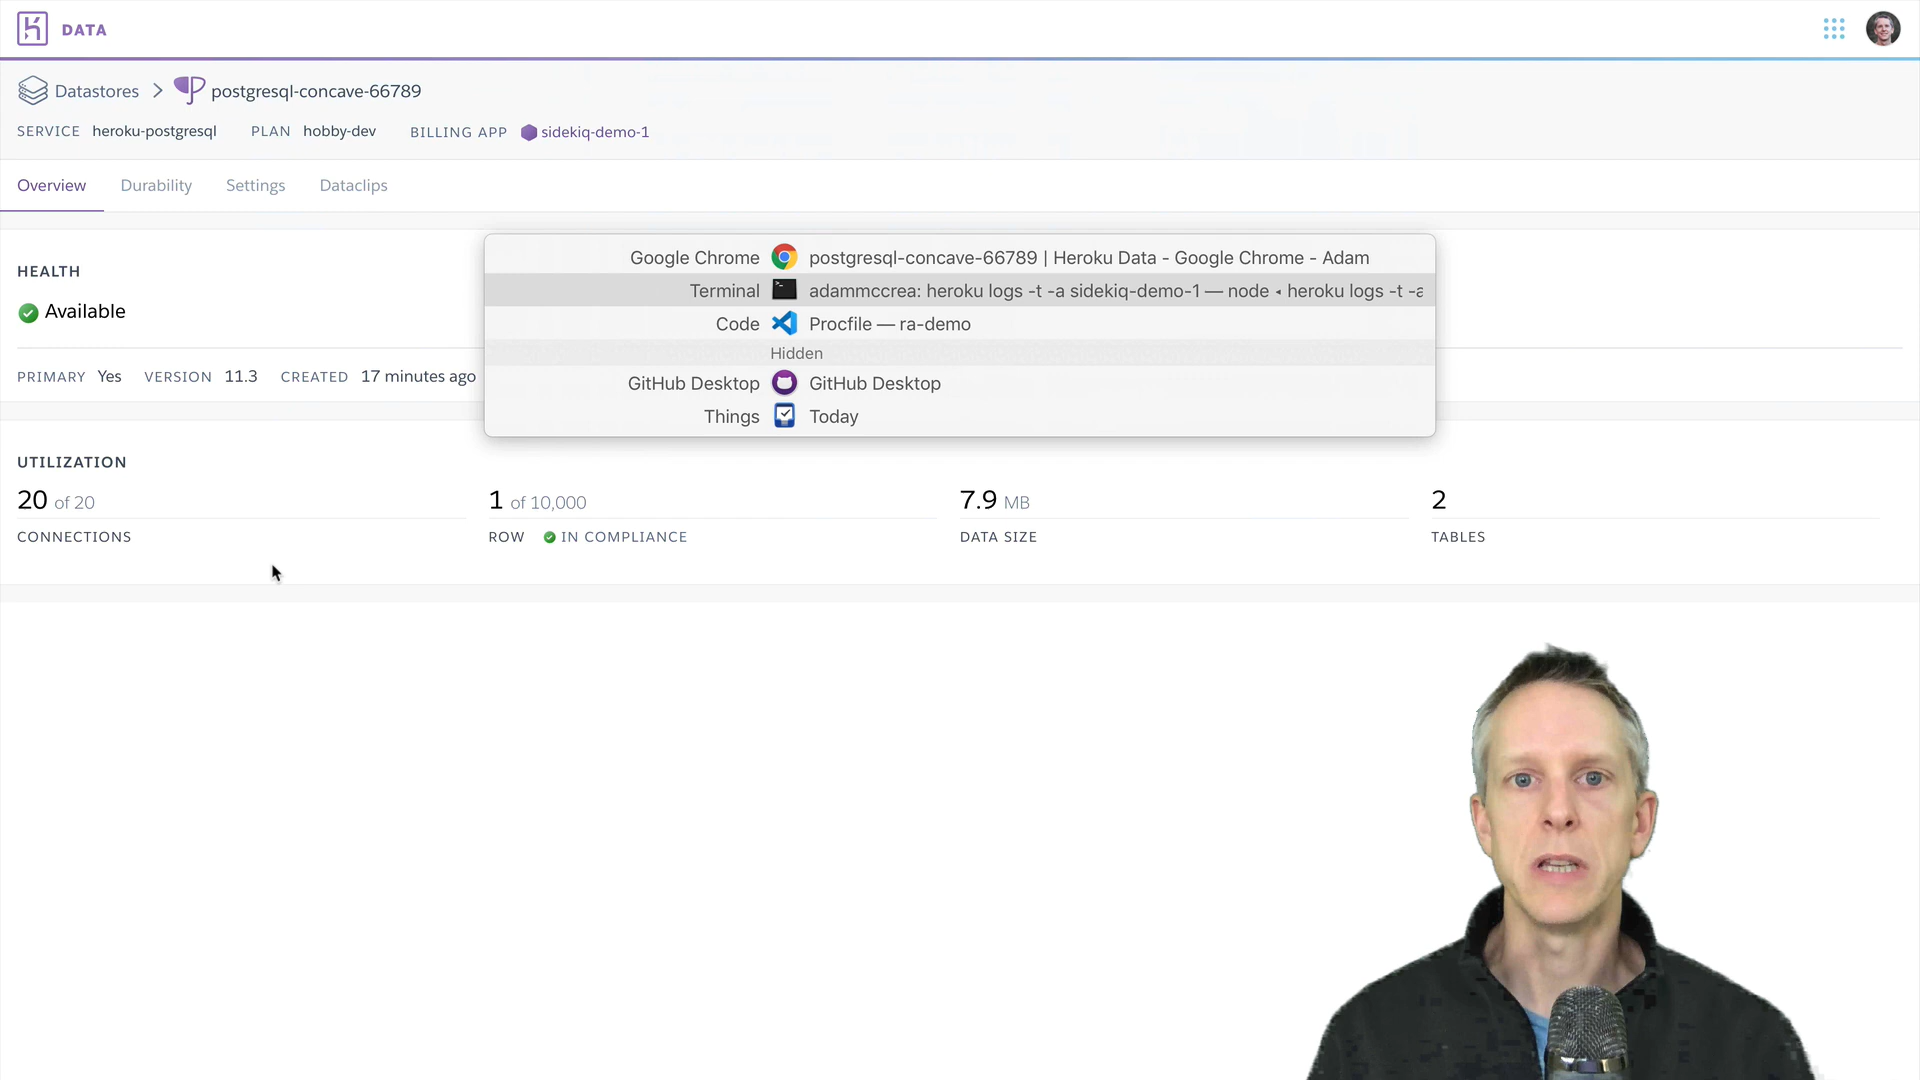 DATA
Datastores > postgresql-concave-66789
SERVICE heroku-postgresql PLAN hobby-dev BILLING APP sidekiq-demo-1
Overview Durability Settings Dataclips
Google Chrome postgresql-concave-66789 | Heroku Data - Google Chrome - Adam
Terminal adammccrea: heroku logs -t -a sidekiq-demo-1 — node ◂ heroku logs -t -a
Code Procfile — ra-demo
Hidden
GitHub Desktop GitHub Desktop
Things Today
HEALTH
Available
PRIMARY Yes VERSION 11.3 CREATED 17 minutes ago
UTILIZATION
20 of 20
CONNECTIONS
1 of 10,000
ROW IN COMPLIANCE
7.9 MB
DATA SIZE
2
TABLES